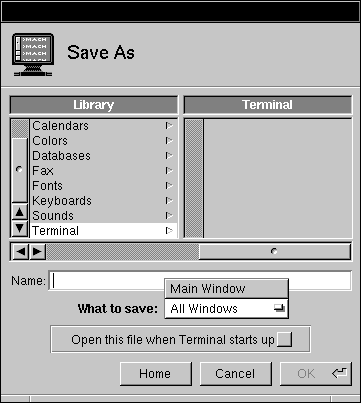 >MACH
>MACH
>MACH
>MACH
Save As
Library
Terminal
Calendars
Colors
Databases
Fax
Fonts
Keyboards
Sounds
Terminal
Name:
Main Window
What to save:
All Windows
Open this file when Terminal starts up
Home
Cancel
OK